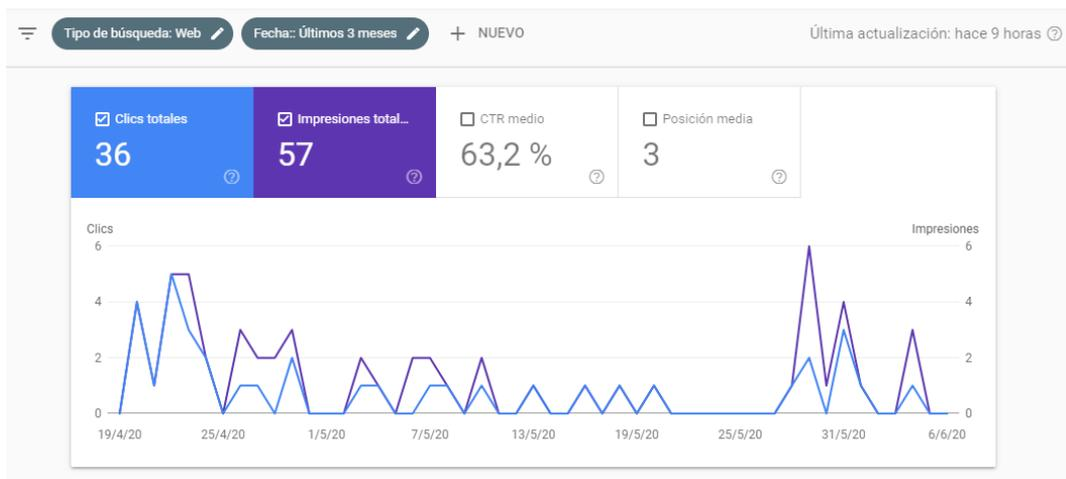 Tipo de búsqueda: Web
Fecha:: Últimos 3 meses
NUEVO
Última actualización: hace 9 horas
Clics totales
Impresiones total...
CTR medio
Posición media
36
57
63,2 %
3
Clics
Impresiones
6
6
4
4
2
2
0
0
19/4/20
25/4/20
1/5/20
7/5/20
13/5/20
19/5/20
25/5/20
31/5/20
6/6/20